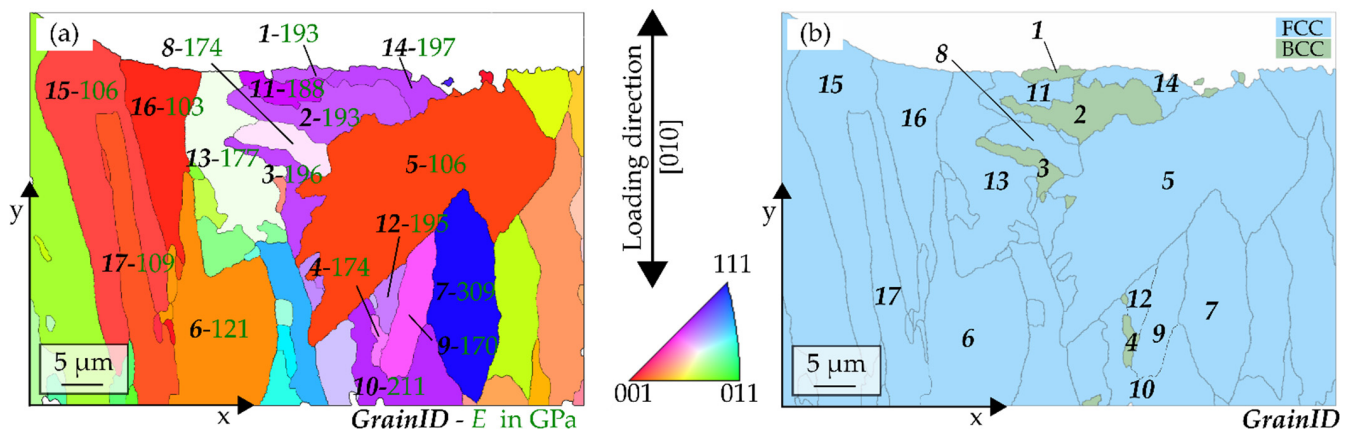 (a)
1-193
14-197
8-174
15-106
11-188
16-103
2-193
13-177
3-196
5-106
12-195
17-109
4-174
7-309
6-121
9-170
10-211
5 μm
y
x
GrainID - E in GPa
Loading direction
[010]
111
001
011
(b)
FCC
BCC
1
8
15
11
14
16
2
3
13
5
17
12
7
6
4
9
10
5 μm
y
x
GrainID